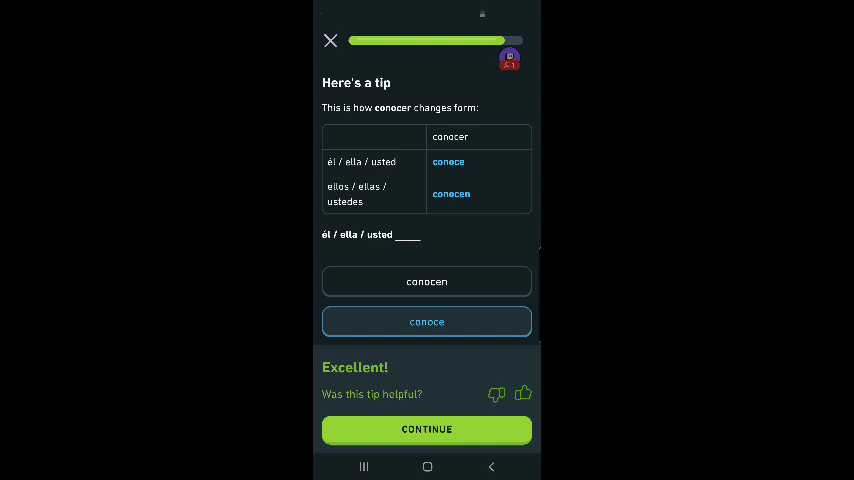 Here's a tip
This is how conocer changes form:
conocer
él / ella / usted conoce
ellos / ellas / ustedes conocen
él / ella / usted ____
conocen
conoce
Excellent!
Was this tip helpful?
CONTINUE